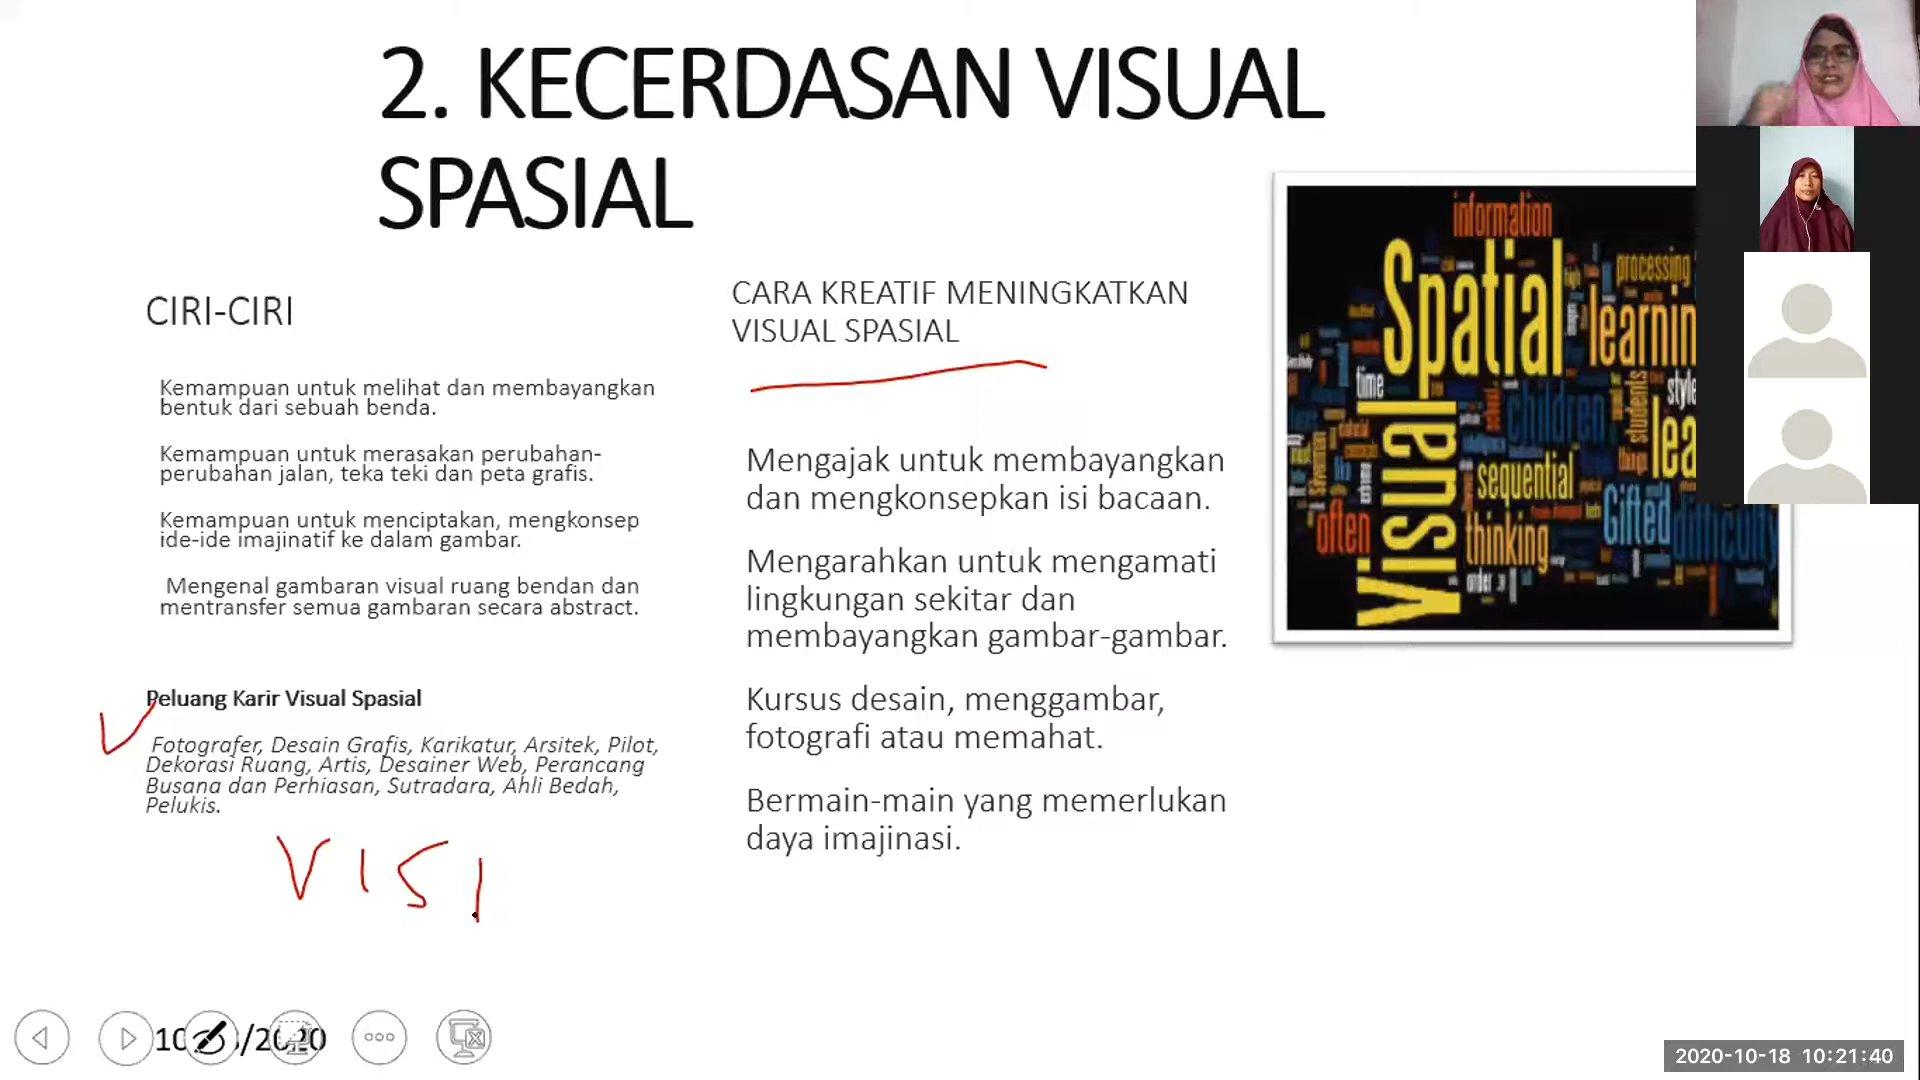 2. KECERDASAN VISUAL
SPASIAL
CIRI-CIRI
Kemampuan untuk melihat dan membayangkan
bentuk dari sebuah benda.
Kemampuan untuk merasakan perubahan-
perubahan jalan, teka teki dan peta grafis.
Kemampuan untuk menciptakan, mengkonsep
ide-ide imajinatif ke dalam gambar.
Mengenal gambaran visual ruang bendan dan
mentransfer semua gambaran secara abstract.
Peluang Karir Visual Spasial
Fotografer, Desain Grafis, Karikatur, Arsitek, Pilot,
Dekorasi Ruang, Artis, Desainer Web, Perancang
Busana dan Perhiasan, Sutradara, Ahli Bedah,
Pelukis.
VISI
CARA KREATIF MENINGKATKAN
VISUAL SPASIAL
Mengajak untuk membayangkan
dan mengkonsepkan isi bacaan.
Mengarahkan untuk mengamati
lingkungan sekitar dan
membayangkan gambar-gambar.
Kursus desain, menggambar,
fotografi atau memahat.
Bermain-main yang memerlukan
daya imajinasi.
information
Spatial
processing
learnin
time
style
children
students
lea
Visual
sequential
often
thinking
Gifted
difficulty
order
2020-10-18 10:21:40